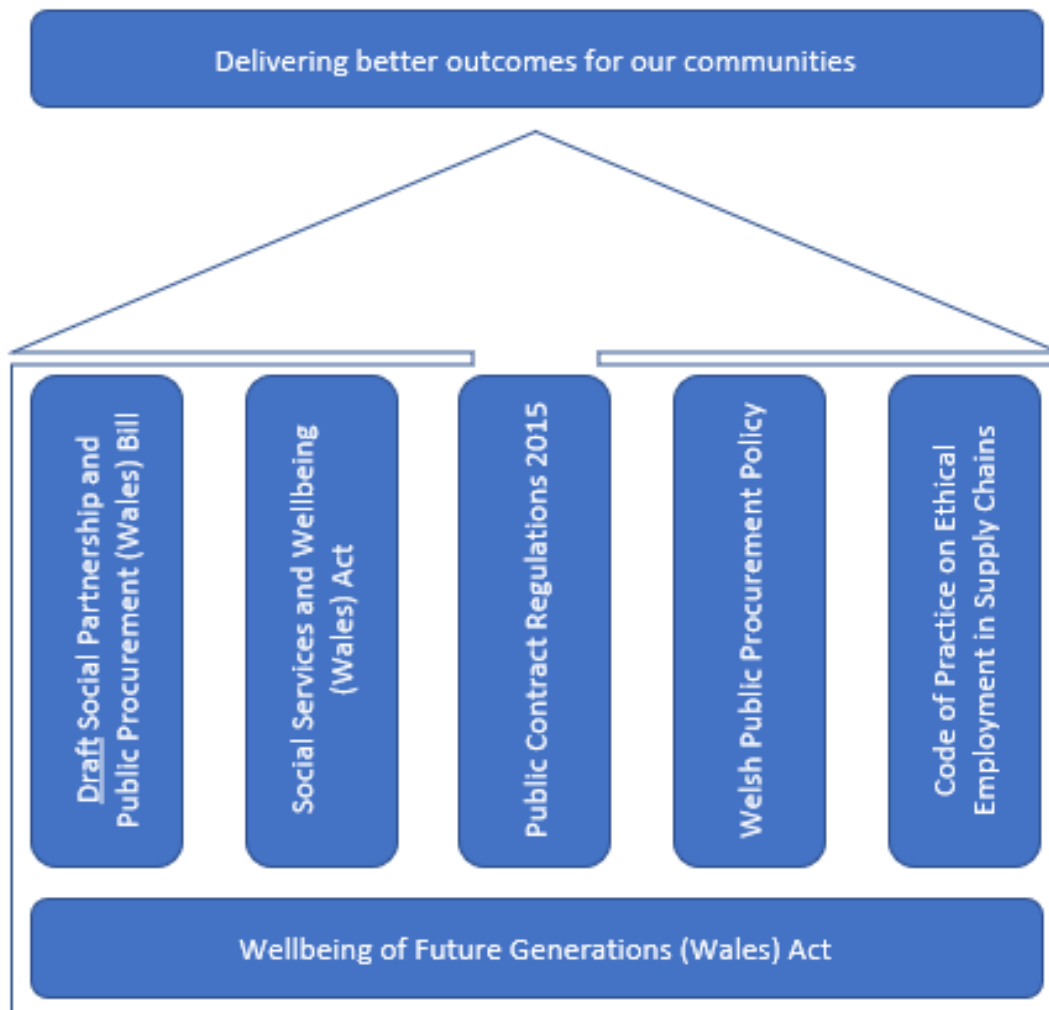 Delivering better outcomes for our communities
Draft Social Partnership and
Public Procurement (Wales) Bill
Social Services and Wellbeing
(Wales) Act
Public Contract Regulations 2015
Welsh Public Procurement Policy
Code of Practice on Ethical
Employment in Supply Chains
Wellbeing of Future Generations (Wales) Act